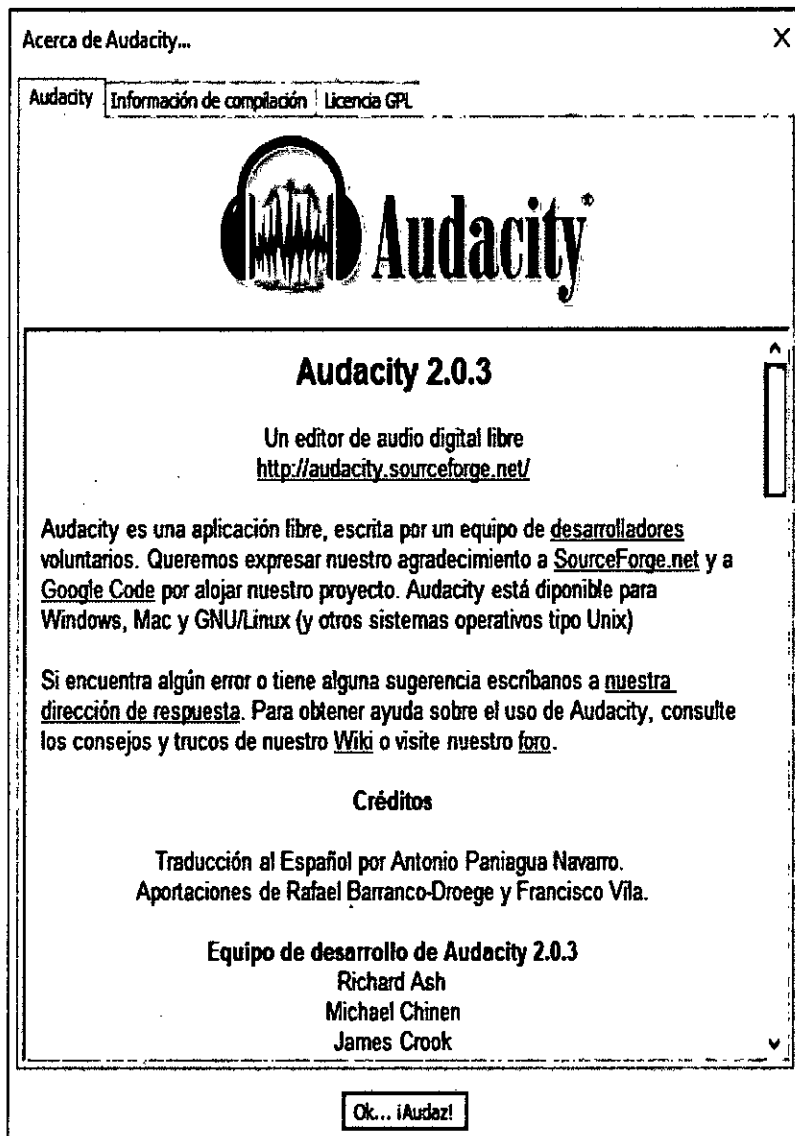 Acerca de Audacity...
X
Audacity Información de compilación Licencia GPL
Audacity®
Audacity 2.0.3
Un editor de audio digital libre
http://audacity.sourceforge.net/
Audacity es una aplicación libre, escrita por un equipo de desarrolladores
voluntarios. Queremos expresar nuestro agradecimiento a SourceForge.net y a
Google Code por alojar nuestro proyecto. Audacity está diponible para
Windows, Mac y GNU/Linux (y otros sistemas operativos tipo Unix)
Si encuentra algún error o tiene alguna sugerencia escríbanos a nuestra
dirección de respuesta. Para obtener ayuda sobre el uso de Audacity, consulte
los consejos y trucos de nuestro Wiki o visite nuestro foro.
Créditos
Traducción al Español por Antonio Paniagua Navarro.
Aportaciones de Rafael Barranco-Droege y Francisco Vila.
Equipo de desarrollo de Audacity 2.0.3
Richard Ash
Michael Chinen
James Crook
Ok... ¡Audaz!